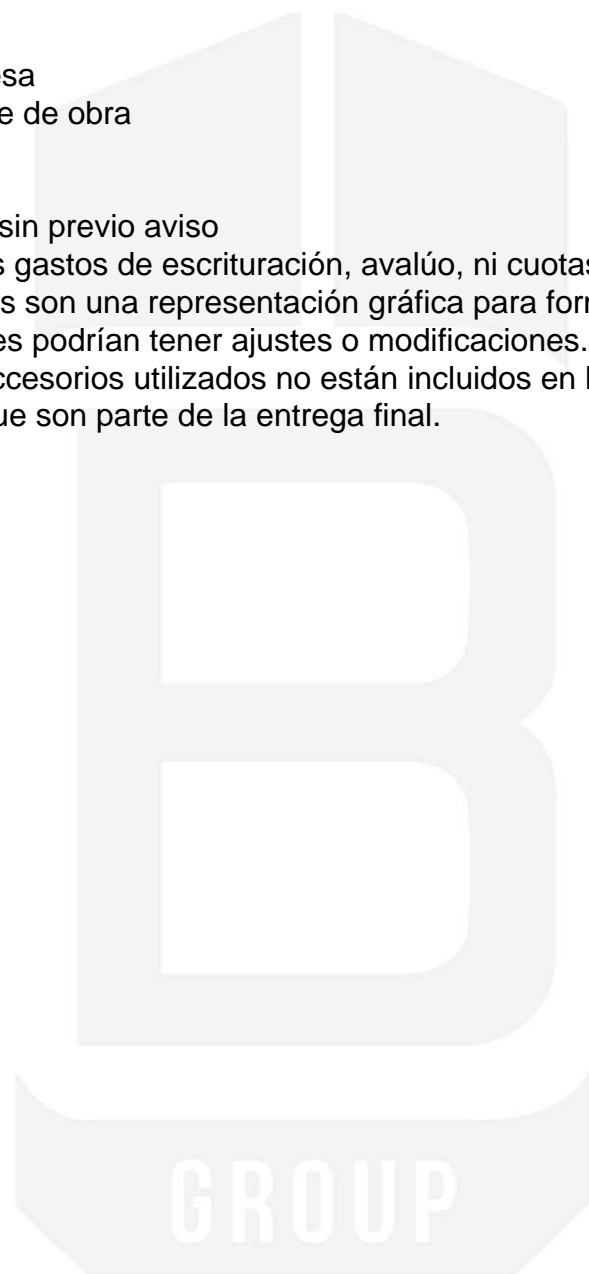 esa
e de obra
sin previo aviso
s gastos de escrituración, avalúo, ni cuotas
s son una representación gráfica para for
es podrían tener ajustes o modificaciones.
ccesorios utilizados no están incluidos en
ue son parte de la entrega final.
B
GROUP